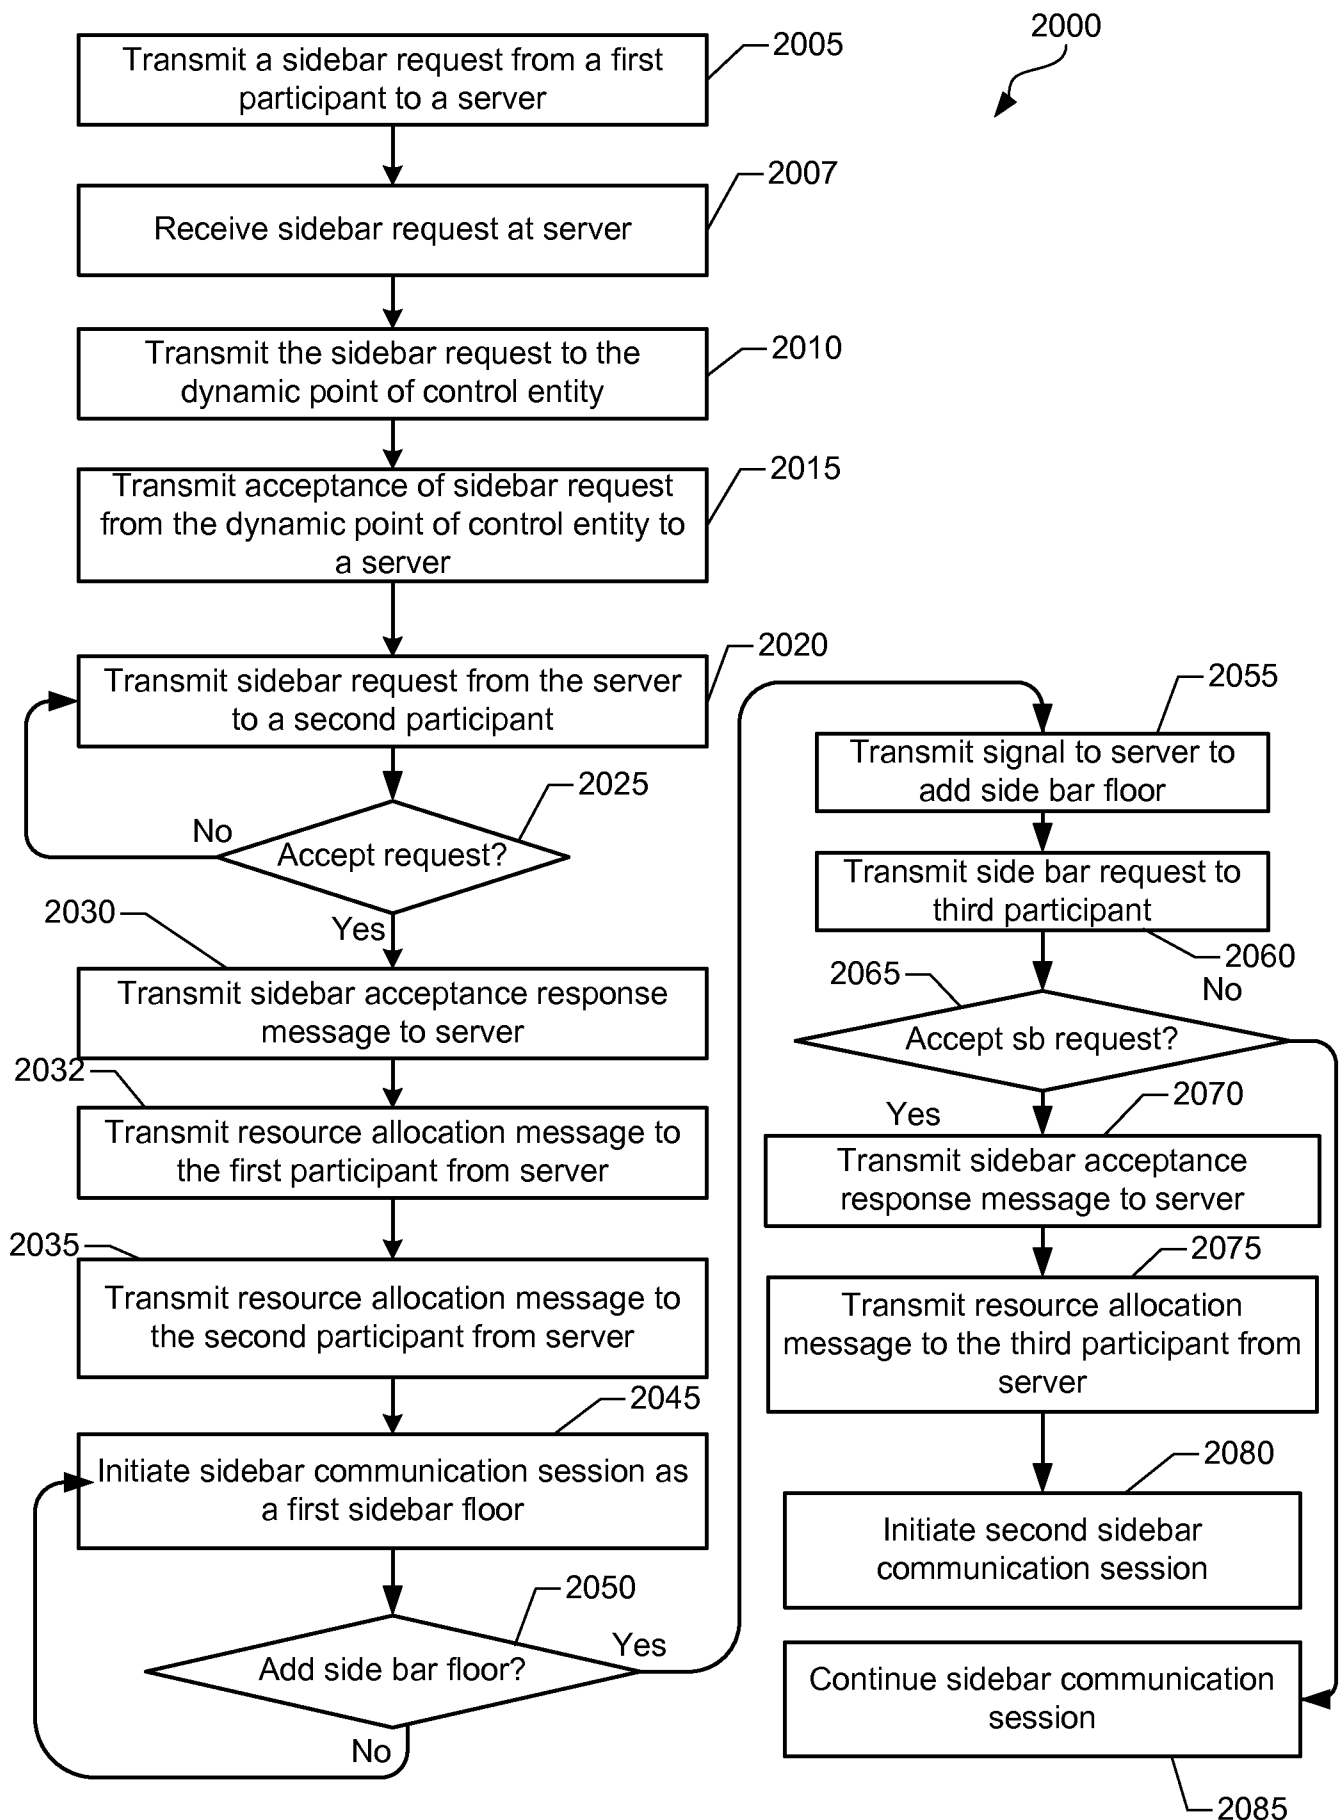 2000
Transmit a sidebar request from a first
participant to a server
2005
Receive sidebar request at server
2007
Transmit the sidebar request to the
dynamic point of control entity
2010
Transmit acceptance of sidebar request
from the dynamic point of control entity to
a server
2015
Transmit sidebar request from the server
to a second participant
2020
Accept request?
2025
No
Yes
2030
Transmit sidebar acceptance response
message to server
2032
Transmit resource allocation message to
the first participant from server
2035
Transmit resource allocation message to
the second participant from server
2045
Initiate sidebar communication session as
a first sidebar floor
2050
Add side bar floor?
Yes
No
2055
Transmit signal to server to
add side bar floor
Transmit side bar request to
third participant
2060
2065
No
Accept sb request?
Yes
2070
Transmit sidebar acceptance
response message to server
2075
Transmit resource allocation
message to the third participant from
server
2080
Initiate second sidebar
communication session
Continue sidebar communication
session
2085